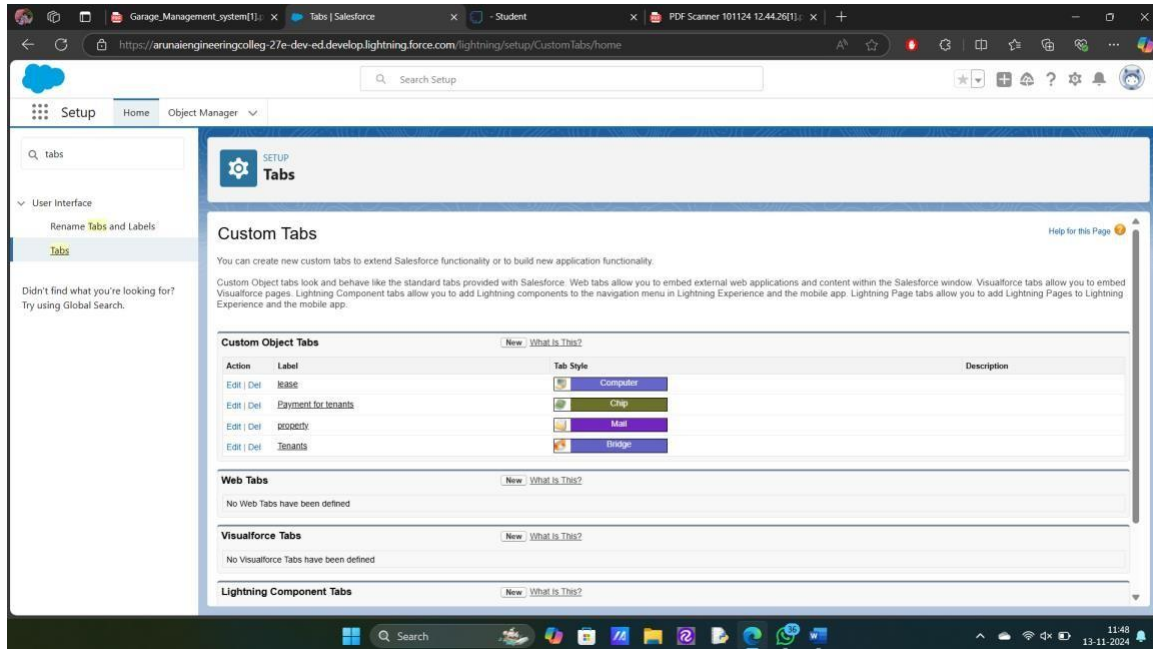 Garage_Management_system[1].
Tabs | Salesforce
- Student
PDF Scanner 101124 12.44.26[1].
https://arunaiengineeringcolleg-27e-dev-ed.develop.lightning.force.com/lightning/setup/CustomTabs/home
Search Setup
Setup
Home
Object Manager
tabs
SETUP
Tabs
User Interface
Rename Tabs and Labels
Tabs
Didn't find what you're looking for?
Try using Global Search.
Custom Tabs
Help for this Page
You can create new custom tabs to extend Salesforce functionality or to build new application functionality.
Custom Object tabs look and behave like the standard tabs provided with Salesforce. Web tabs allow you to embed external web applications and content within the Salesforce window. Visualforce tabs allow you to embed
Visualforce pages. Lightning Component tabs allow you to add Lightning components to the navigation menu in Lightning Experience and the mobile app. Lightning Page tabs allow you to add Lightning Pages to Lightning
Experience and the mobile app.
Custom Object Tabs New What Is This?
Action Label Tab Style Description
Edit | Del lease Computer
Edit | Del Payment for tenants Chip
Edit | Del property Mail
Edit | Del Tenants Bridge
Web Tabs New What Is This?
No Web Tabs have been defined
Visualforce Tabs New What Is This?
No Visualforce Tabs have been defined
Lightning Component Tabs New What Is This?
Search
36
11:48
13-11-2024